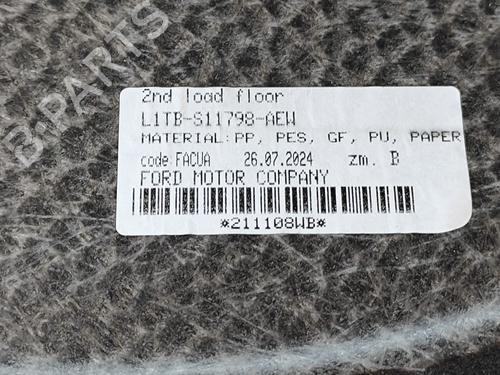 B-PARTS
2nd load floor
L1TB-S11798-AEW
MATERIAL: PP, PES, GF, PU, PAPER
code: FACUA 26.07.2024 zm. B
FORD MOTOR COMPANY
*211108WB*